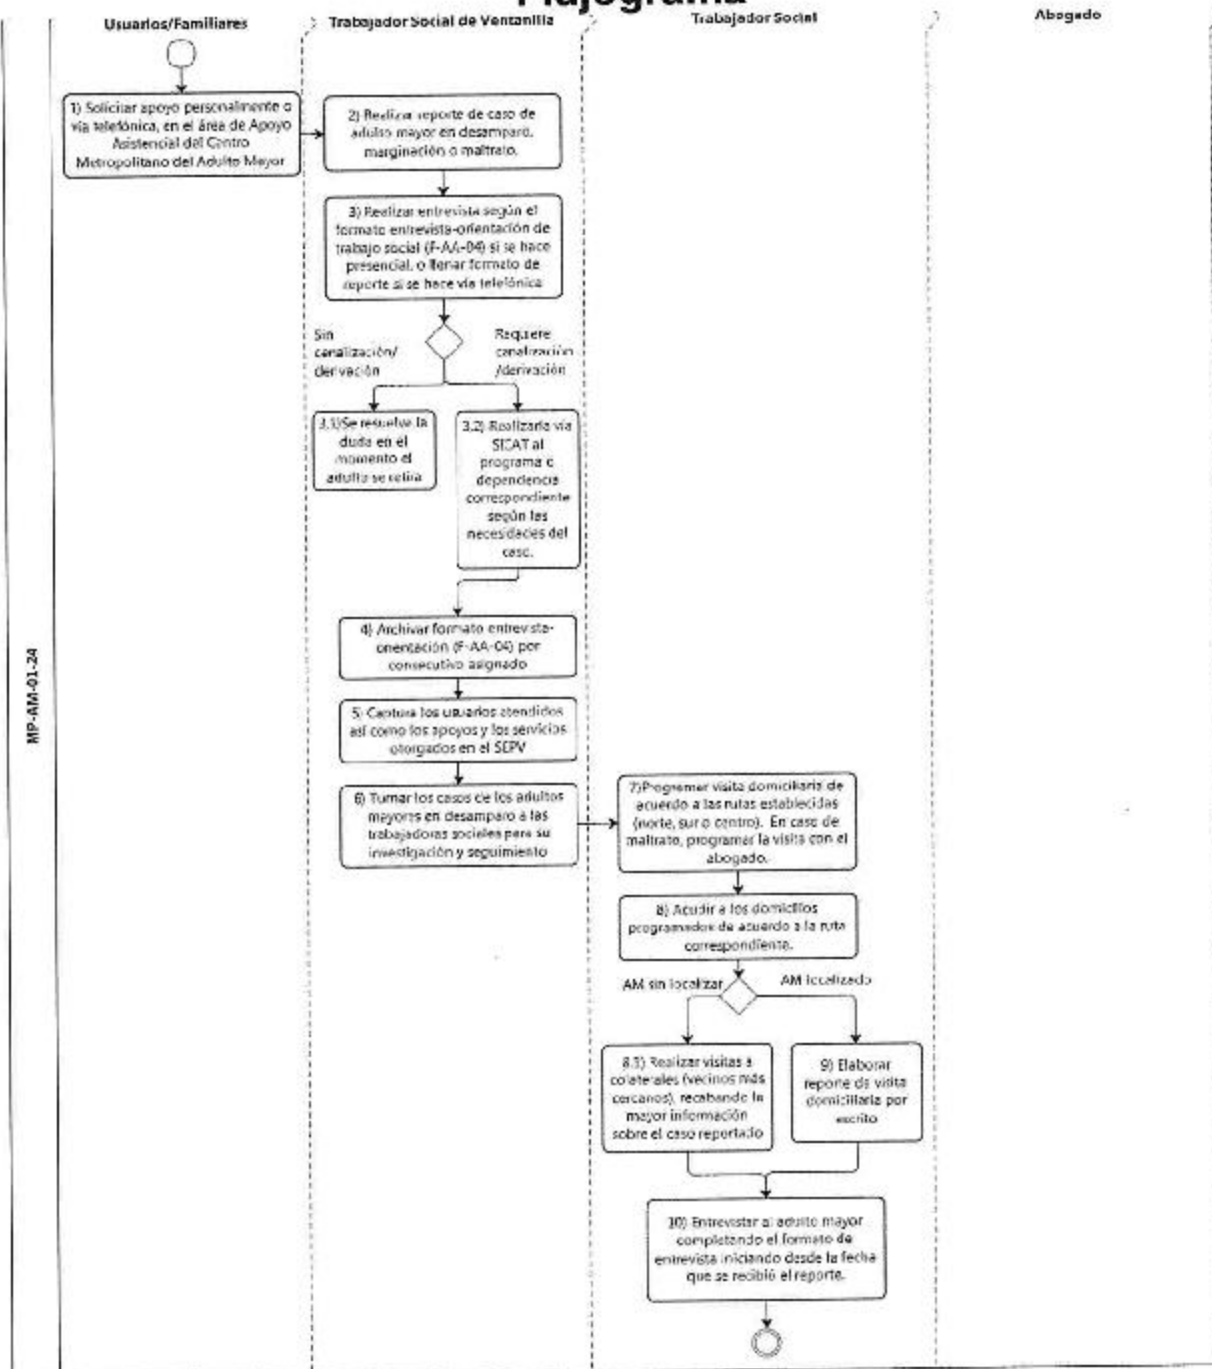 Flujograma
Usuarios/Familiares
Trabajador Social de Ventanilla
Trabajador Social
Abogado
MP-AM-01-24
1) Solicitar apoyo personalmente o
vía telefónica, en el área de Apoyo
Asistencial del Centro
Metropolitano del Adulto Mayor
2) Realizar reporte de caso de
adulto mayor en desamparo,
marginación o maltrato.
3) Realizar entrevista según el
formato entrevista-orientación de
trabajo social (F-AA-04) si se hace
presencial, o llenar formato de
reporte si se hace vía telefónica
Sin
canalización/
derivación
Requiere
canalización
/derivación
3.1)Se resuelve la
duda en el
momento el
adulto se retira
3.2) Realizarla vía
SICAT al
programa o
dependencia
correspondiente
según las
necesidades del
caso.
4) Archivar formato entrevista-
orientación (F-AA-04) por
consecutivo asignado
5) Captura los usuarios atendidos
así como los apoyos y los servicios
otorgados en el SEPV
6) Turnar los casos de los adultos
mayores en desamparo a las
trabajadoras sociales para su
investigación y seguimiento
7)Programar visita domiciliaria de
acuerdo a las rutas establecidas
(norte, sur o centro). En caso de
maltrato, programar la visita con el
abogado.
8) Acudir a los domicilios
programados de acuerdo a la ruta
correspondiente.
AM sin localizar
AM localizado
8.1) Realizar visitas a
colaterales (vecinos más
cercanos), recabando la
mayor información
sobre el caso reportado
9) Elaborar
reporte de visita
domiciliaria por
escrito
10) Entrevistar al adulto mayor
completando el formato de
entrevista iniciando desde la fecha
que se recibió el reporte.